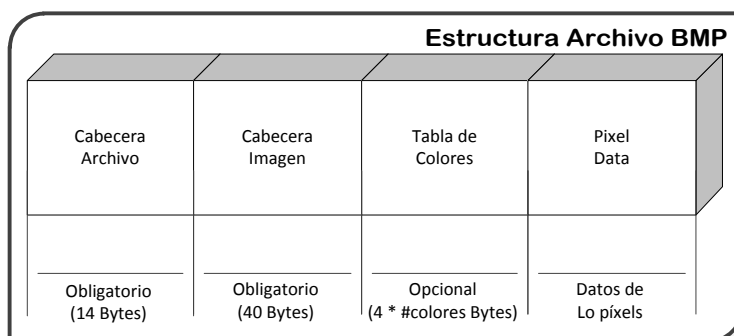 Estructura Archivo BMP
Cabecera
Archivo
Cabecera
Imagen
Tabla de
Colores
Pixel
Data
Obligatorio
(14 Bytes)
Obligatorio
(40 Bytes)
Opcional
(4 * #colores Bytes)
Datos de
Lo píxels